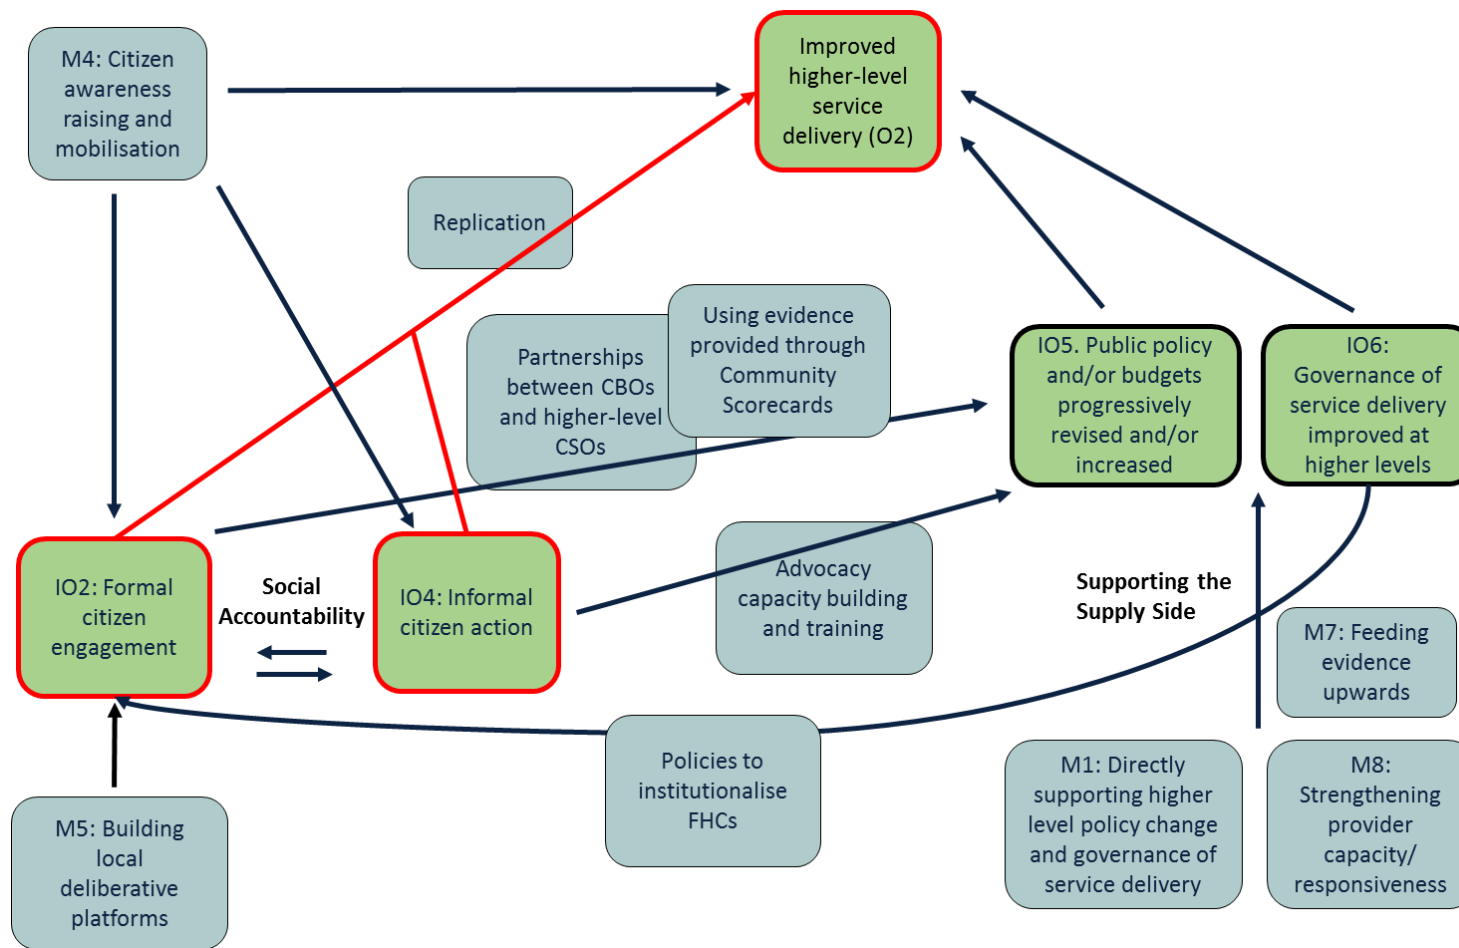 M4: Citizen
awareness
raising and
mobilisation
Improved
higher-level
service
delivery (O2)
Replication
Partnerships
between CBOs
and higher-level
CSOs
Using evidence
provided through
Community
Scorecards
IO5. Public policy
and/or budgets
progressively
revised and/or
increased
IO6:
Governance of
service delivery
improved at
higher levels
IO2: Formal
citizen
engagement
Social
Accountability
IO4: Informal
citizen action
Advocacy
capacity building
and training
Supporting the
Supply Side
M7: Feeding
evidence
upwards
Policies to
institutionalise
FHCs
M1: Directly
supporting higher
level policy change
and governance of
service delivery
M8:
Strengthening
provider
capacity/
responsiveness
M5: Building
local
deliberative
platforms